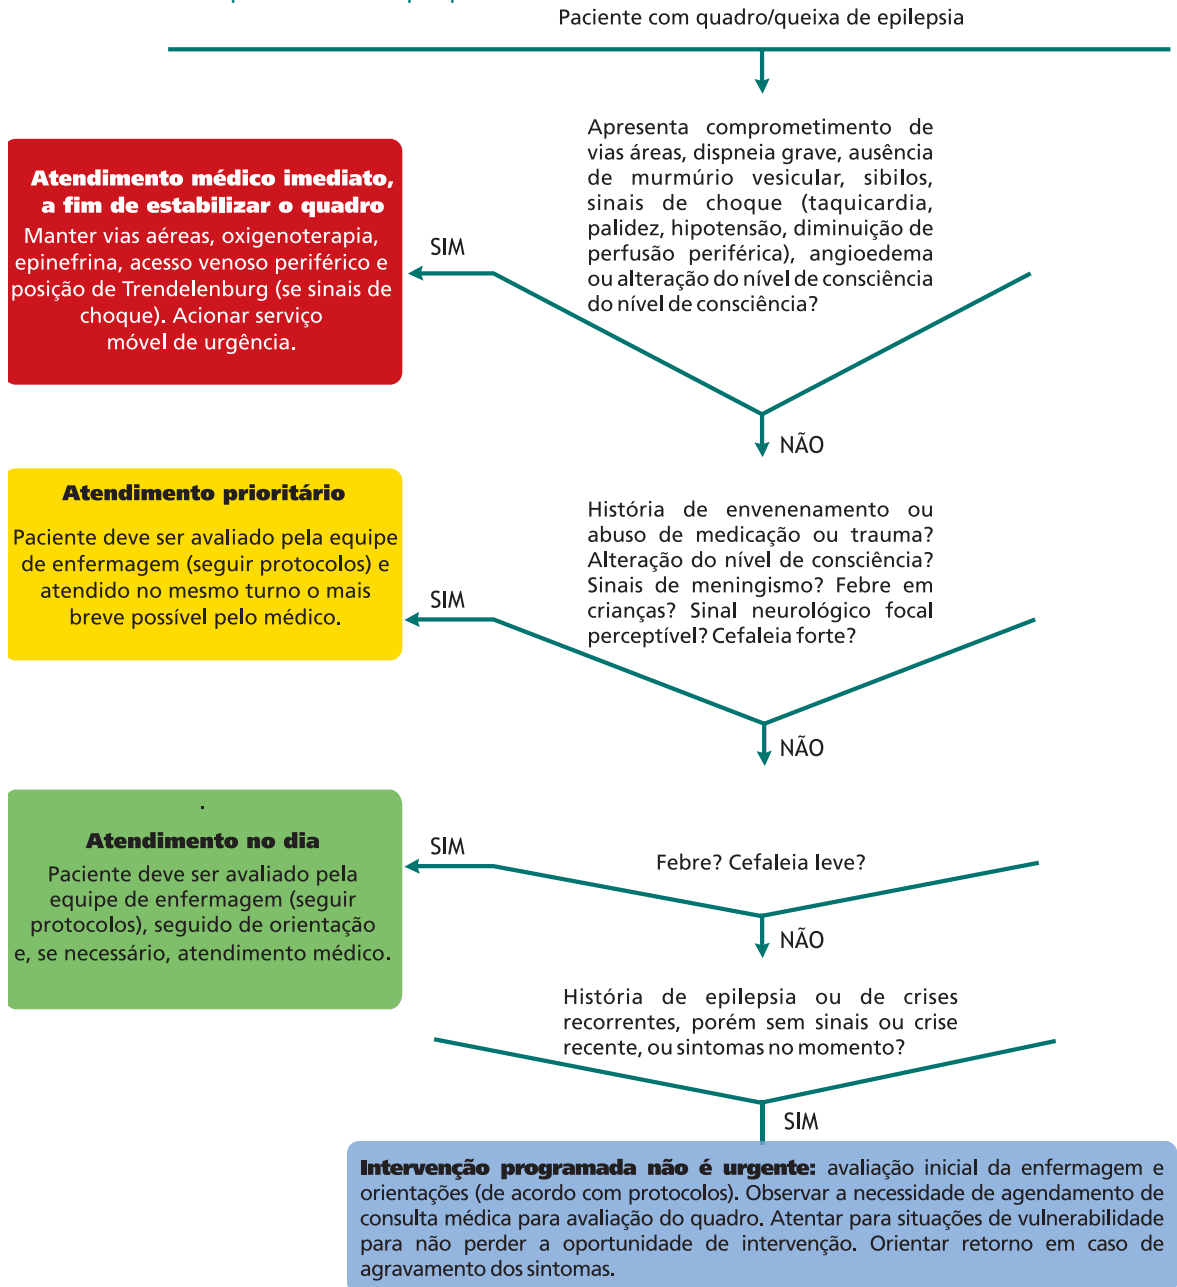 Paciente com quadro/queixa de epilepsia
Apresenta comprometimento de
vias áreas, dispneia grave, ausência
de murmúrio vesicular, sibilos,
sinais de choque (taquicardia,
palidez, hipotensão, diminuição de
perfusão periférica), angioedema
ou alteração do nível de consciência
do nível de consciência?
SIM
Atendimento médico imediato,
a fim de estabilizar o quadro
Manter vias aéreas, oxigenoterapia,
epinefrina, acesso venoso periférico e
posição de Trendelenburg (se sinais de
choque). Acionar serviço
móvel de urgência.
NÃO
História de envenenamento ou
abuso de medicação ou trauma?
Alteração do nível de consciência?
Sinais de meningismo? Febre em
crianças? Sinal neurológico focal
perceptível? Cefaleia forte?
SIM
Atendimento prioritário
Paciente deve ser avaliado pela equipe
de enfermagem (seguir protocolos) e
atendido no mesmo turno o mais
breve possível pelo médico.
NÃO
Febre? Cefaleia leve?
SIM
.
Atendimento no dia
Paciente deve ser avaliado pela
equipe de enfermagem (seguir
protocolos), seguido de orientação
e, se necessário, atendimento médico.
NÃO
História de epilepsia ou de crises
recorrentes, porém sem sinais ou crise
recente, ou sintomas no momento?
SIM
Intervenção programada não é urgente: avaliação inicial da enfermagem e
orientações (de acordo com protocolos). Observar a necessidade de agendamento de
consulta médica para avaliação do quadro. Atentar para situações de vulnerabilidade
para não perder a oportunidade de intervenção. Orientar retorno em caso de
agravamento dos sintomas.